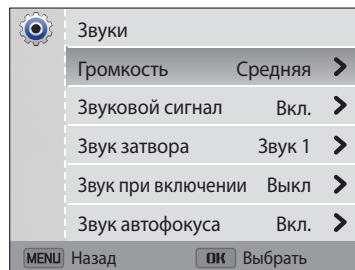 Звуки
Громкость Средняя
Звуковой сигнал Вкл.
Звук затвора Звук 1
Звук при включении Выкл
Звук автофокуса Вкл.
MENU Назад OK Выбрать